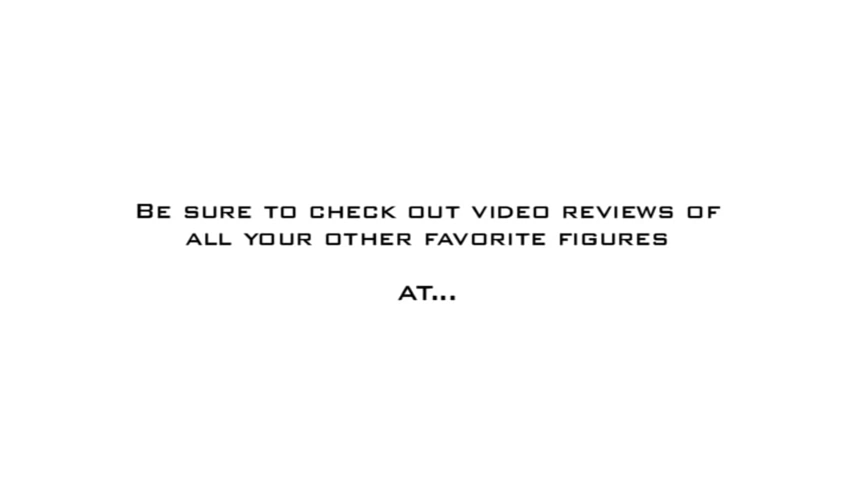 Be sure to check out video reviews of
all your other favorite figures
at...